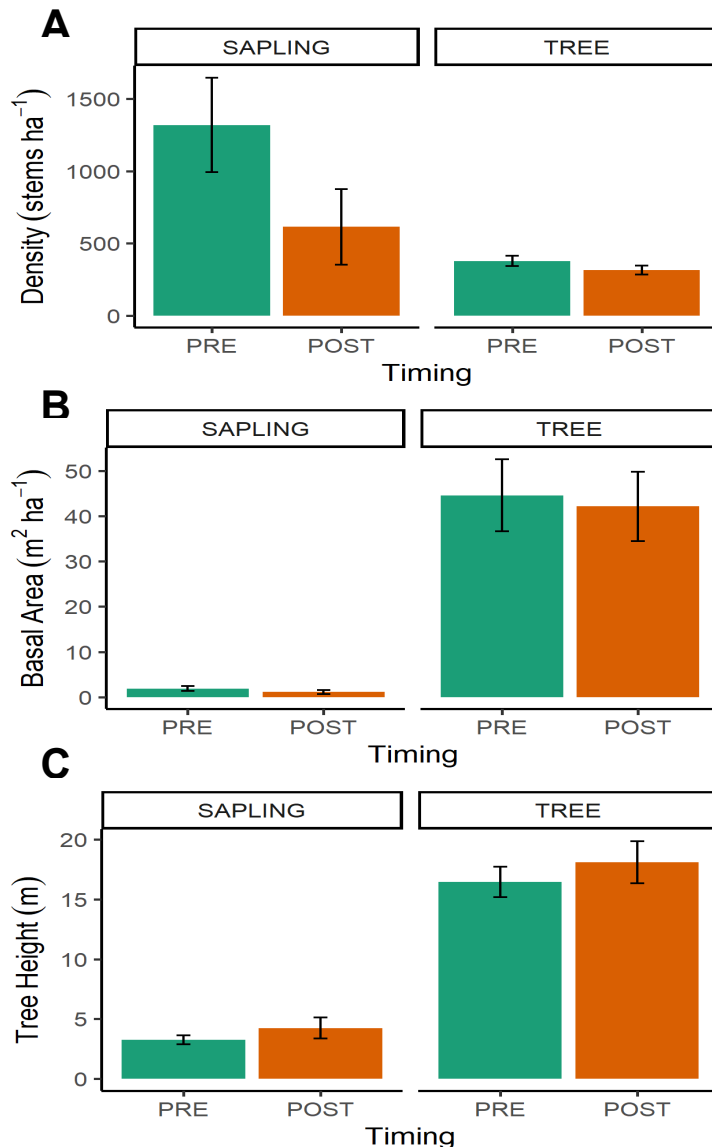 A
SAPLING TREE
Density (stems ha⁻¹)
1500
1000
500
0
PRE POST PRE POST
Timing
B
SAPLING TREE
Basal Area (m² ha⁻¹)
50
40
30
20
10
0
PRE POST PRE POST
Timing
C
SAPLING TREE
Tree Height (m)
20
15
10
5
0
PRE POST PRE POST
Timing